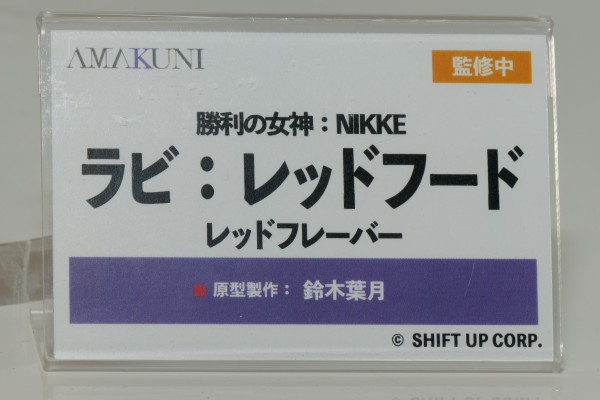 AMAKUNI
監修中
勝利の女神：NIKKE
ラピ：レッドフード
レッドフレーバー
原型製作： 鈴木葉月
© SHIFT UP CORP.